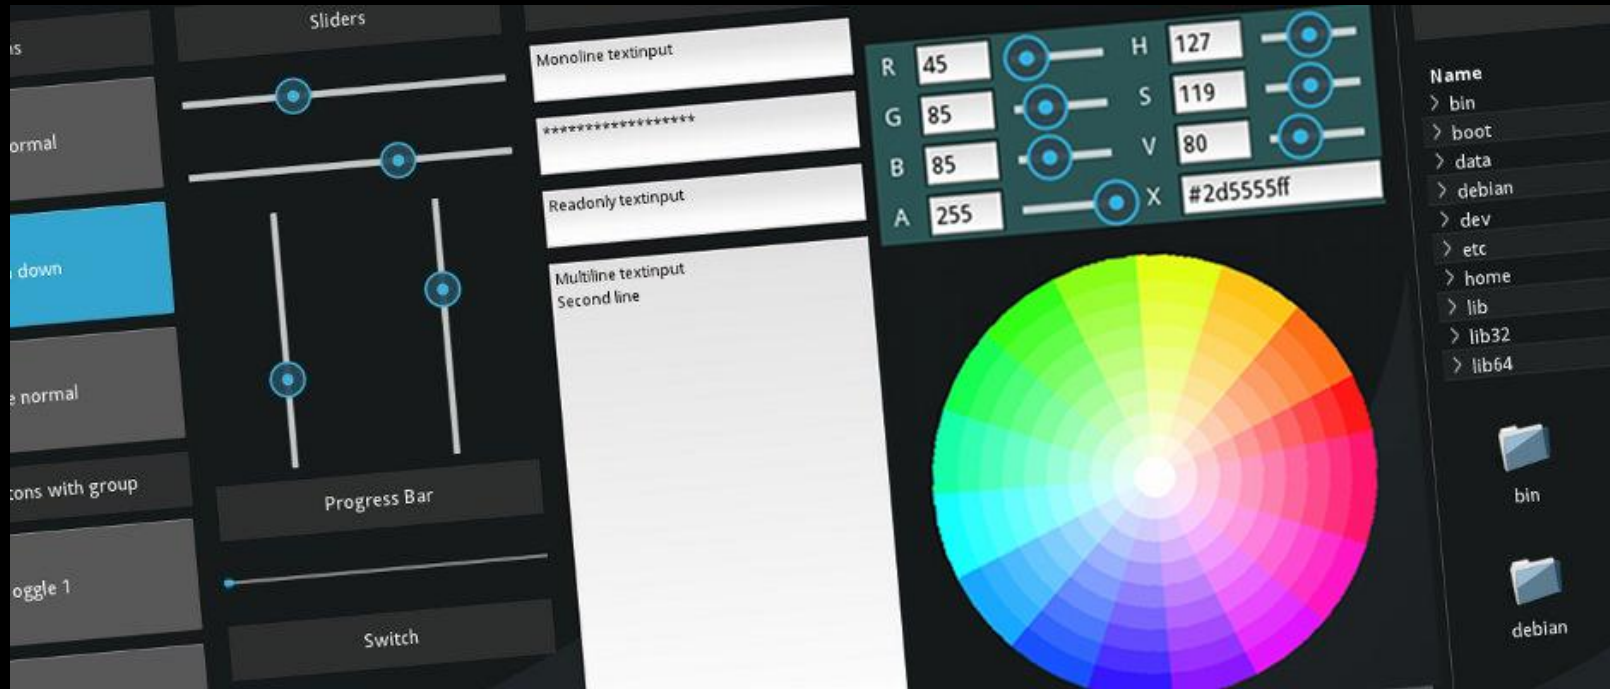 ns
ormal
down
e normal
tons with group
oggle 1
Sliders
Progress Bar
Switch
Monoline textinput
******************
Readonly textinput
Multiline textinput
Second line
R 45 H 127
G 85 S 119
B 85 V 80
A 255 X #2d5555ff
Name
bin
boot
data
debian
dev
etc
home
lib
lib32
lib64
bin
debian